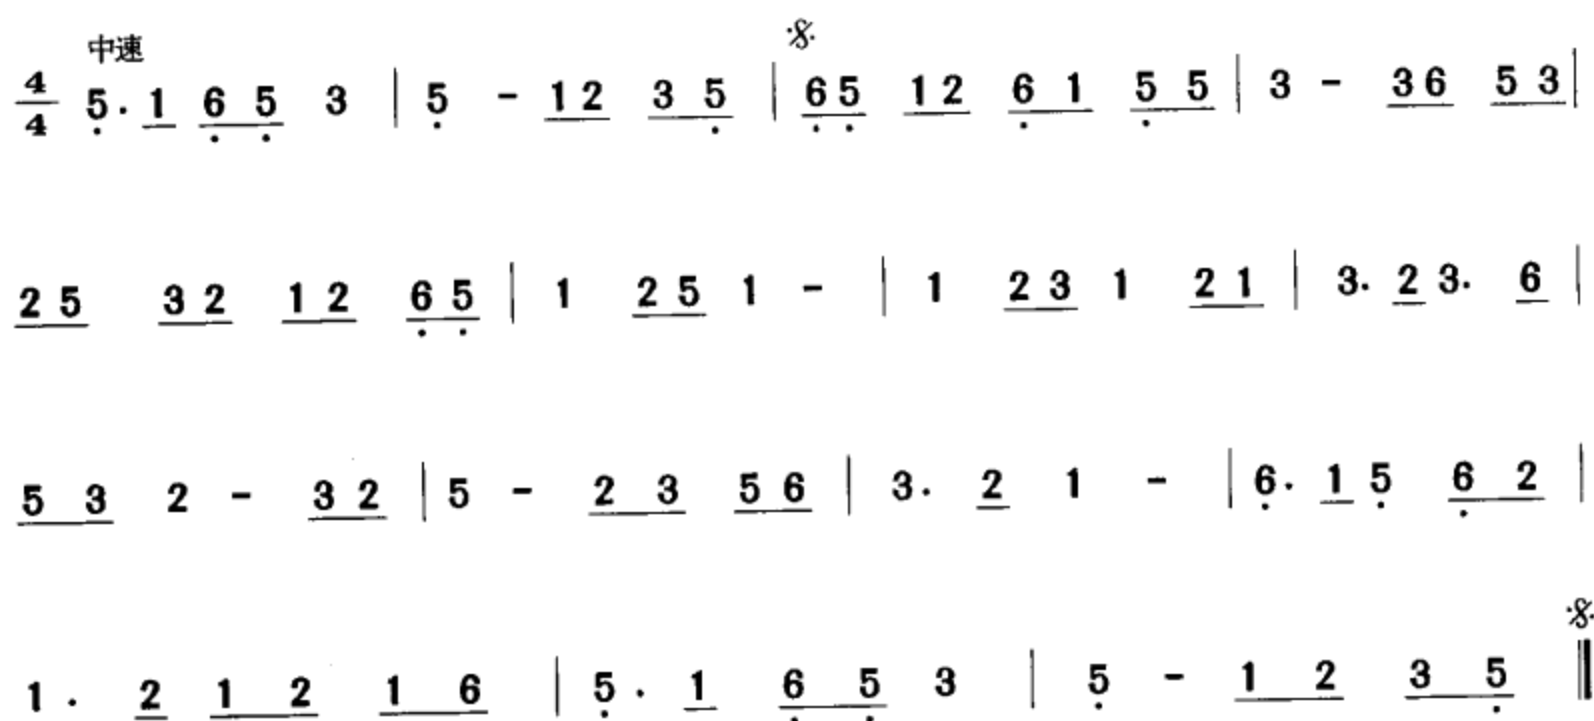 中速
4/4 5̣. 1 6̣ 5̣ 3 | 5̣ - 1 2 3 5̣ | 6̣ 5̣ 1 2 6̣ 1 5̣ 5 | 3 - 3 6 5 3 |
2 5 3 2 1 2 6̣ 5̣ | 1 2 5 1 - | 1 2 3 1 2 1 | 3. 2 3. 6 |
5 3 2 - 3 2 | 5 - 2 3 5 6 | 3. 2 1 - | 6̣. 1 5̣ 6̣ 2 |
1. 2 1 2 1 6 | 5̣. 1 6̣ 5̣ 3 | 5̣ - 1 2 3 5̣ ‖